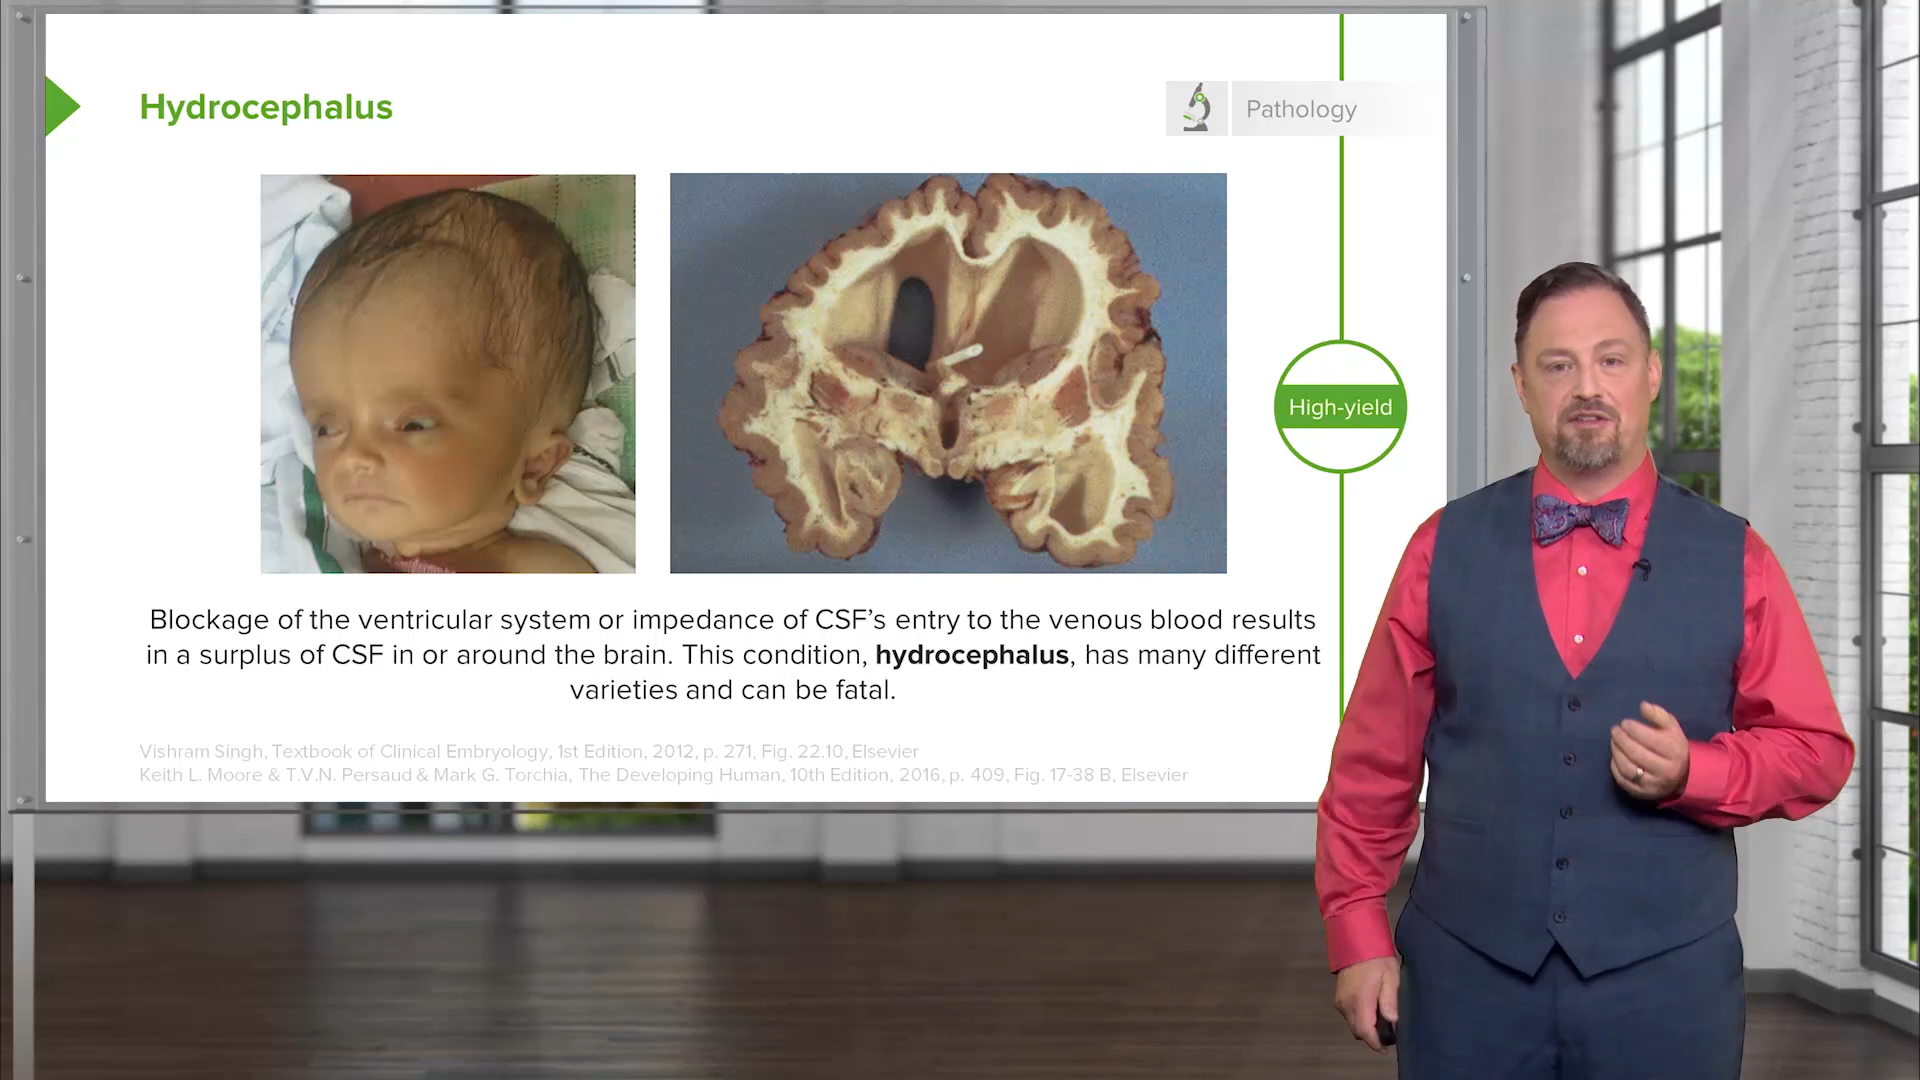 Hydrocephalus
Pathology
High-yield
Blockage of the ventricular system or impedance of CSF’s entry to the venous blood results
in a surplus of CSF in or around the brain. This condition, hydrocephalus, has many different
varieties and can be fatal.
Vishram Singh, Textbook of Clinical Embryology, 1st Edition, 2012, p. 271, Fig. 22.10, Elsevier
Keith L. Moore & T.V.N. Persaud & Mark G. Torchia, The Developing Human, 10th Edition, 2016, p. 409, Fig. 17-38 B, Elsevier